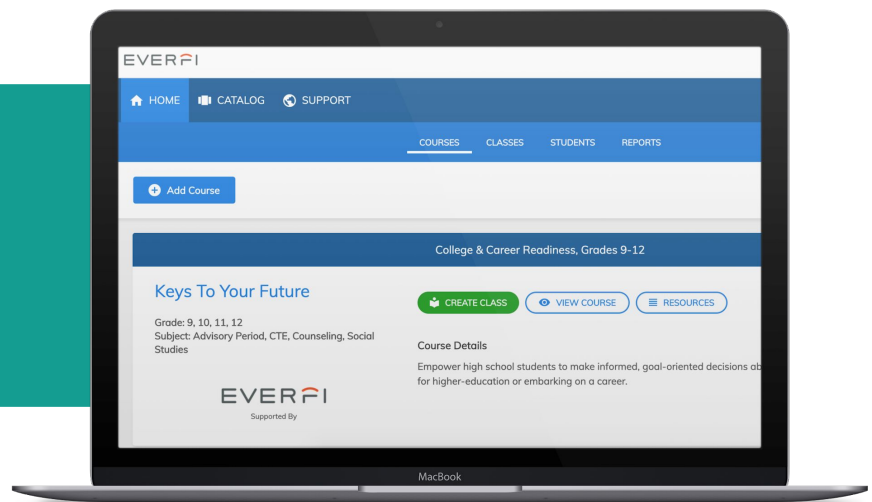 EVERFI
HOME CATALOG SUPPORT
COURSES CLASSES STUDENTS REPORTS
Add Course
College & Career Readiness, Grades 9-12
Keys To Your Future
CREATE CLASS VIEW COURSE RESOURCES
Grade: 9, 10, 11, 12
Subject: Advisory Period, CTE, Counseling, Social
Studies
Course Details
Empower high school students to make informed, goal-oriented decisions ab
for higher-education or embarking on a career.
EVERFI
Supported By
MacBook